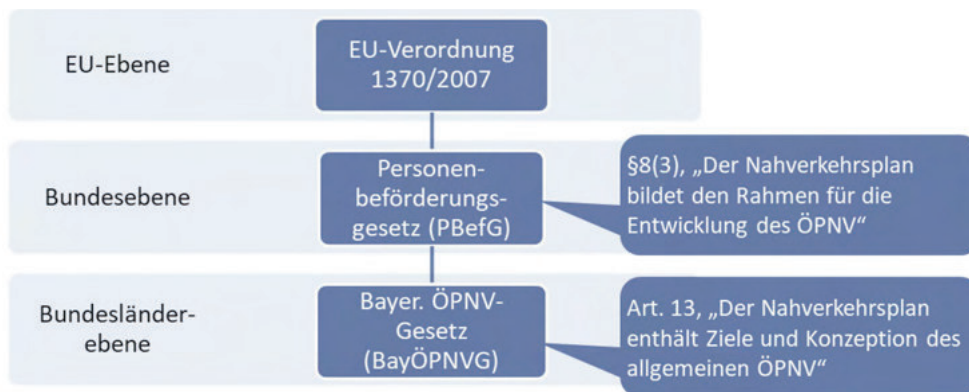 EU-Ebene
EU-Verordnung
1370/2007
Bundesebene
Personen-
beförderungs-
gesetz (PBefG)
§8(3), „Der Nahverkehrsplan
bildet den Rahmen für die
Entwicklung des ÖPNV“
Bundesländer-
ebene
Bayer. ÖPNV-
Gesetz
(BayÖPNVG)
Art. 13, „Der Nahverkehrsplan
enthält Ziele und Konzeption des
allgemeinen ÖPNV“